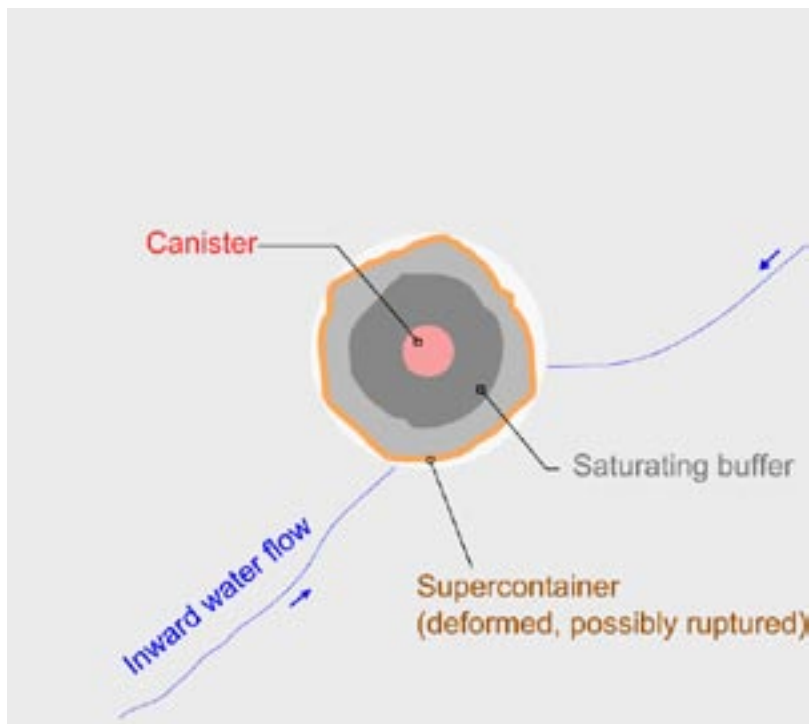 Canister
Saturating buffer
Inward water flow
Supercontainer
(deformed, possibly ruptured)